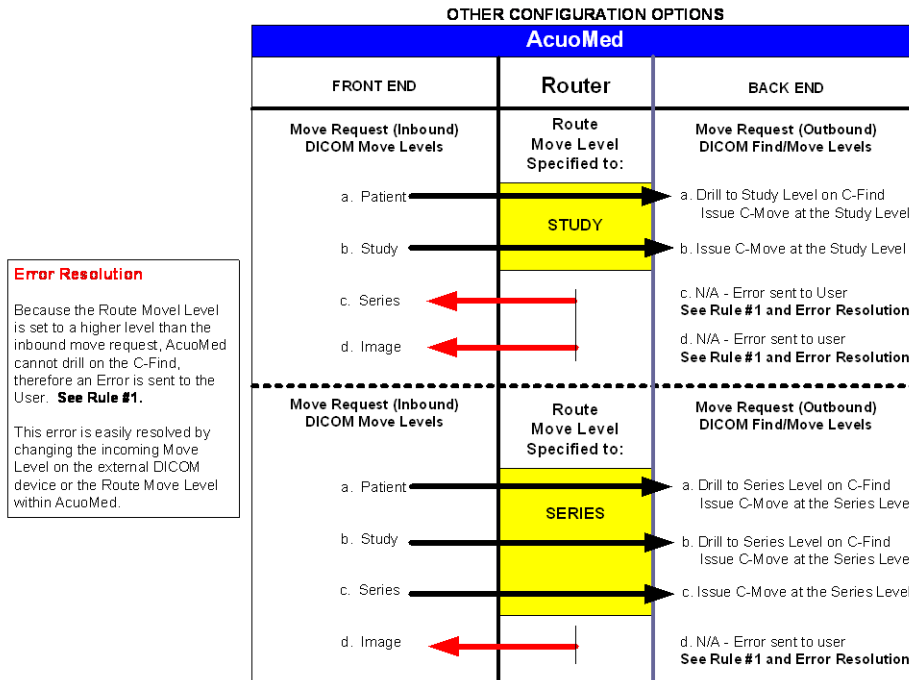 OTHER CONFIGURATION OPTIONS
AcuoMed
FRONT END
Router
BACK END
Move Request (Inbound)
DICOM Move Levels
Route
Move Level
Specified to:
Move Request (Outbound)
DICOM Find/Move Levels
a. Patient
STUDY
a. Drill to Study Level on C-Find
Issue C-Move at the Study Level
b. Study
b. Issue C-Move at the Study Level
c. Series
c. N/A - Error sent to User
See Rule #1 and Error Resolution
d. Image
d. N/A - Error sent to user
See Rule #1 and Error Resolution
Error Resolution
Because the Route Movel Level
is set to a higher level than the
inbound move request, AcuoMed
cannot drill on the C-Find,
therefore an Error is sent to the
User. See Rule #1.
This error is easily resolved by
changing the incoming Move
Level on the external DICOM
device or the Route Move Level
within AcuoMed.
Move Request (Inbound)
DICOM Move Levels
Route
Move Level
Specified to:
Move Request (Outbound)
DICOM Find/Move Levels
a. Patient
SERIES
a. Drill to Series Level on C-Find
Issue C-Move at the Series Leve
b. Study
b. Drill to Series Level on C-Find
Issue C-Move at the Series Leve
c. Series
c. Issue C-Move at the Series Level
d. Image
d. N/A - Error sent to user
See Rule #1 and Error Resolution